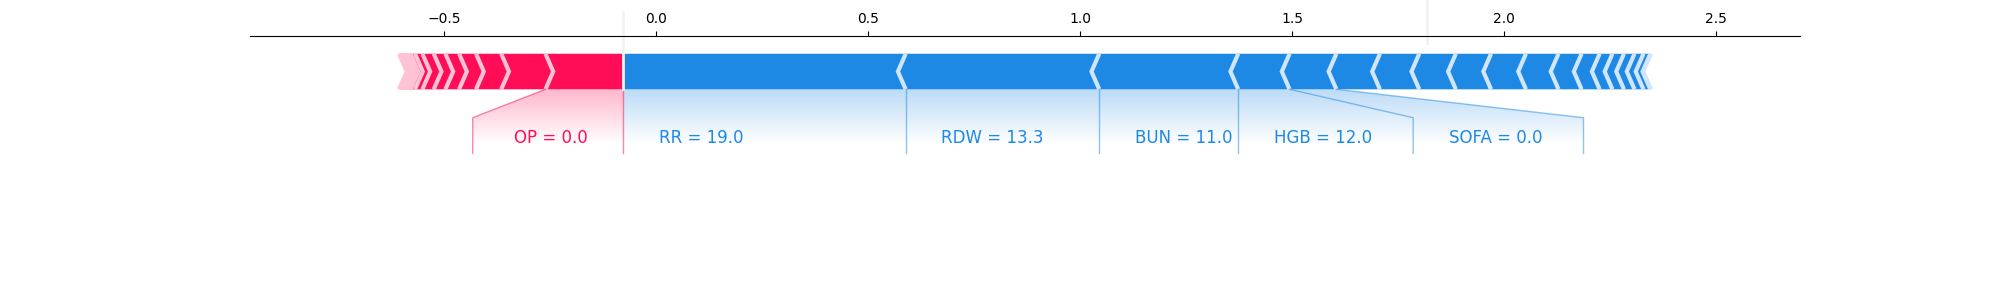 −0.5 0.0 0.5 1.0 1.5 2.0 2.5
OP = 0.0 RR = 19.0 RDW = 13.3 BUN = 11.0 HGB = 12.0 SOFA = 0.0